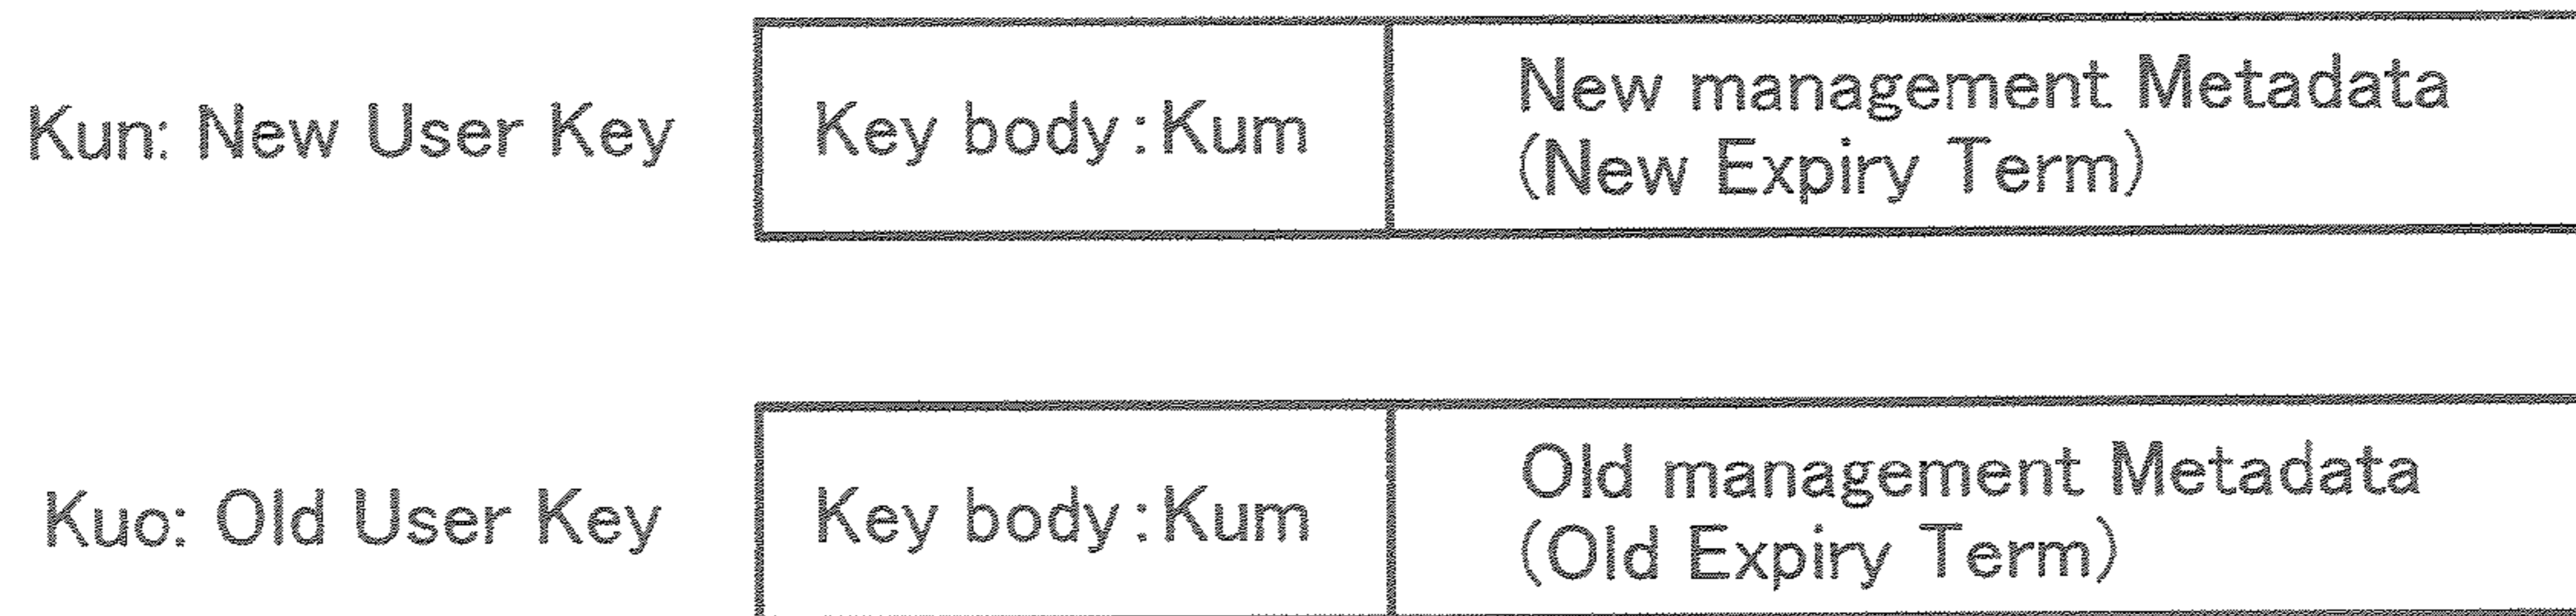 Kun: New User Key
Key body:Kum
New management Metadata
(New Expiry Term)
Kuo: Old User Key
Key body:Kum
Old management Metadata
(Old Expiry Term)